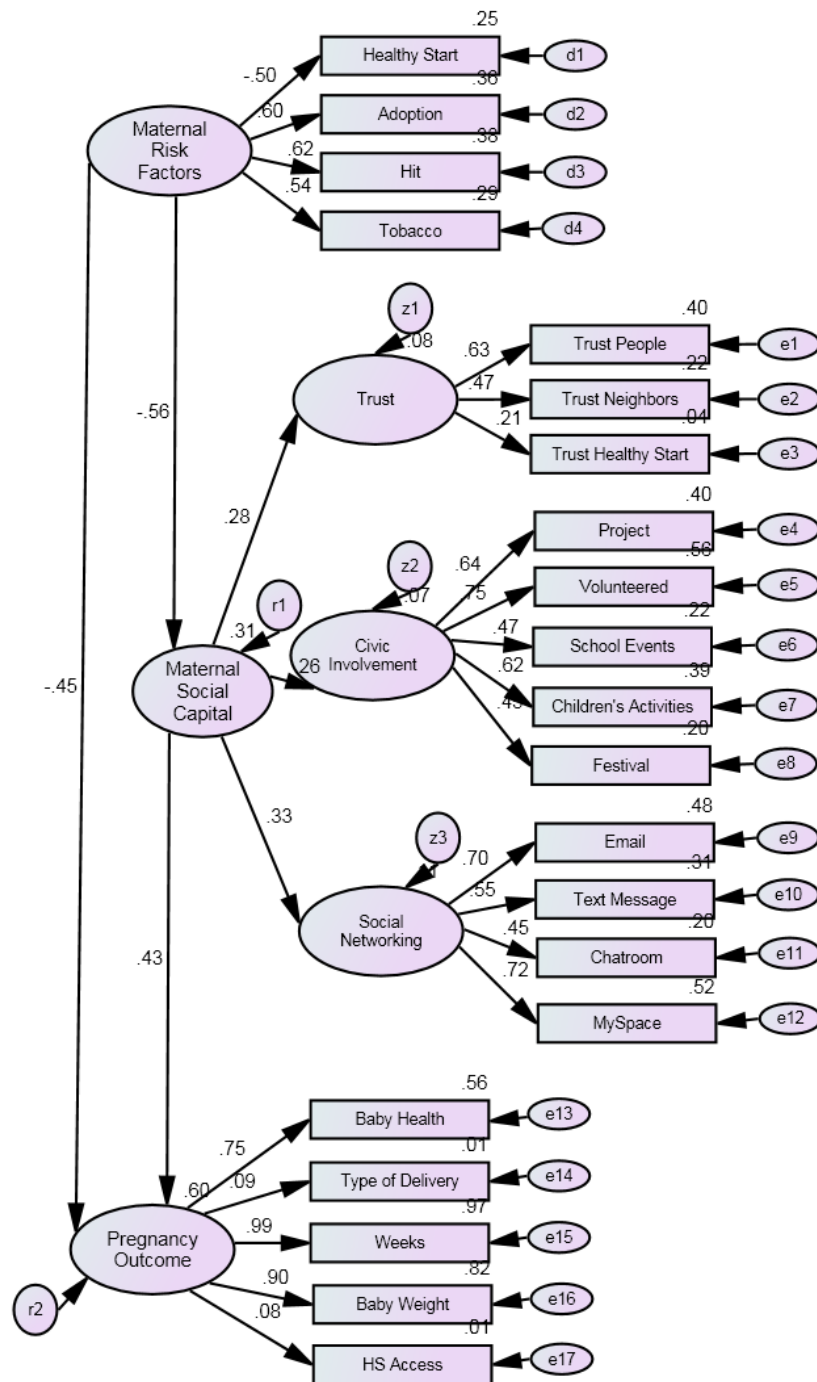 .25
Healthy Start
d1
-.50
.36
Adoption
d2
.60
Maternal
Risk
Factors
.38
Hit
d3
.62
.29
Tobacco
d4
.54
z1
.08
.40
Trust People
e1
.63
Trust
.22
Trust Neighbors
e2
.47
.04
Trust Healthy Start
e3
.21
-.56
.28
.40
Project
e4
.64
z2
.07
.56
Volunteered
e5
.75
r1
.31
Civic
Involvement
.22
School Events
e6
.47
Maternal
Social
Capital
.26
.39
Children's Activities
e7
.62
-.45
.20
Festival
e8
.33
.48
Email
e9
z3
.70
.31
Text Message
e10
.55
Social
Networking
.20
Chatroom
e11
.45
.43
.52
MySpace
e12
.72
.56
Baby Health
e13
.75
.01
Type of Delivery
e14
.09
.60
.97
Weeks
e15
.99
Pregnancy
Outcome
.82
Baby Weight
e16
.90
r2
.01
HS Access
e17
.08